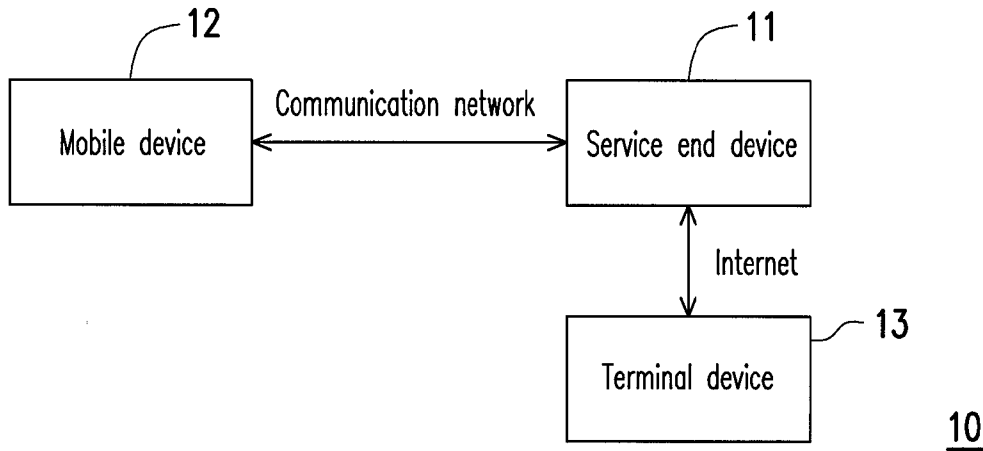 12
11
Communication network
Mobile device
Service end device
Internet
13
Terminal device
10